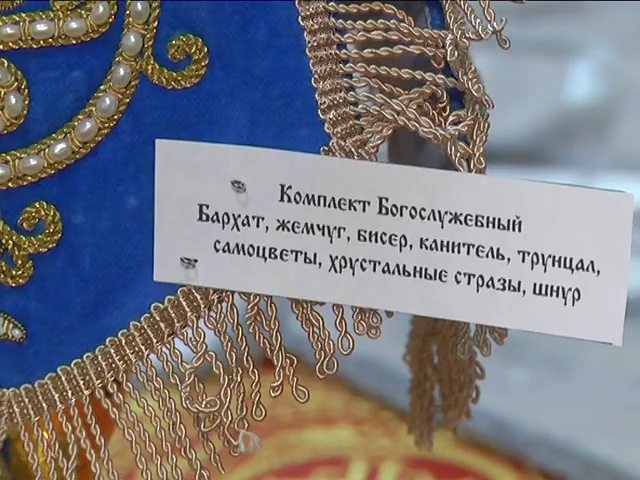 Комплект Богослужебный
Бархат, жемчуг, бисер, канитель, трунцал,
самоцветы, хрустальные стразы, шнур